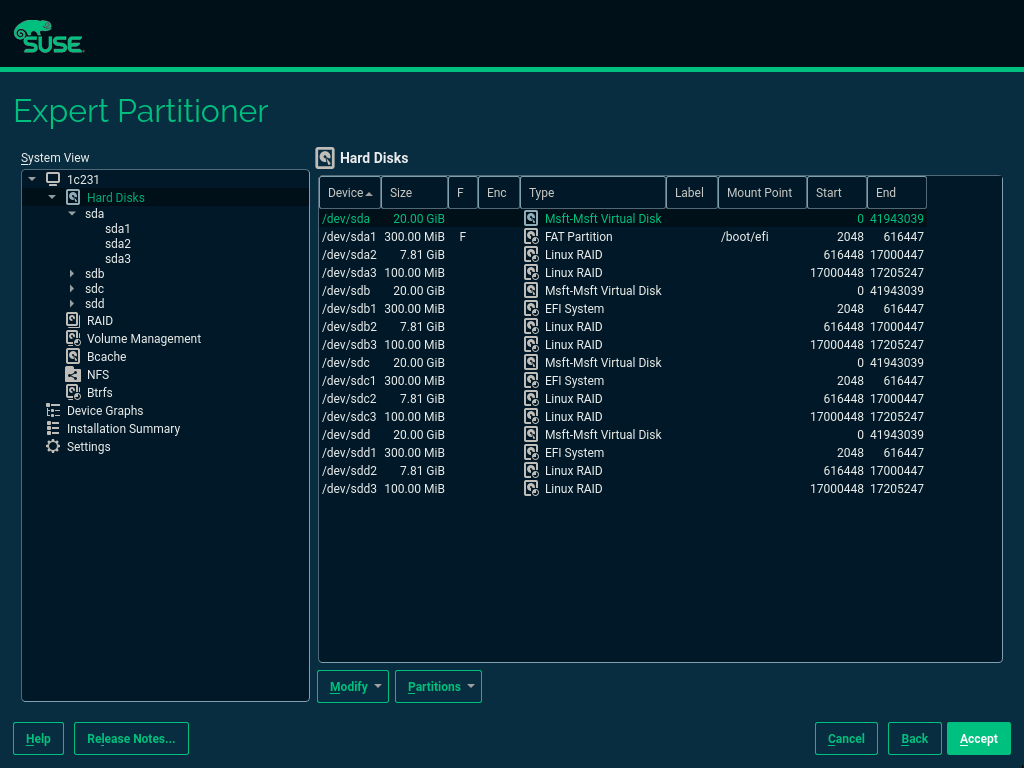 SUSE
Expert Partitioner
System View
1c231
Hard Disks
sda
sda1
sda2
sda3
sdb
sdc
sdd
RAID
Volume Management
Bcache
NFS
Btrfs
Device Graphs
Installation Summary
Settings
Hard Disks
Device Size F Enc Type Label Mount Point Start End
/dev/sda 20.00 GiB Msft-Msft Virtual Disk 0 41943039
/dev/sda1 300.00 MiB F FAT Partition /boot/efi 2048 616447
/dev/sda2 7.81 GiB Linux RAID 616448 17000447
/dev/sda3 100.00 MiB Linux RAID 17000448 17205247
/dev/sdb 20.00 GiB Msft-Msft Virtual Disk 0 41943039
/dev/sdb1 300.00 MiB EFI System 2048 616447
/dev/sdb2 7.81 GiB Linux RAID 616448 17000447
/dev/sdb3 100.00 MiB Linux RAID 17000448 17205247
/dev/sdc 20.00 GiB Msft-Msft Virtual Disk 0 41943039
/dev/sdc1 300.00 MiB EFI System 2048 616447
/dev/sdc2 7.81 GiB Linux RAID 616448 17000447
/dev/sdc3 100.00 MiB Linux RAID 17000448 17205247
/dev/sdd 20.00 GiB Msft-Msft Virtual Disk 0 41943039
/dev/sdd1 300.00 MiB EFI System 2048 616447
/dev/sdd2 7.81 GiB Linux RAID 616448 17000447
/dev/sdd3 100.00 MiB Linux RAID 17000448 17205247
Modify Partitions
Help Release Notes... Cancel Back Accept